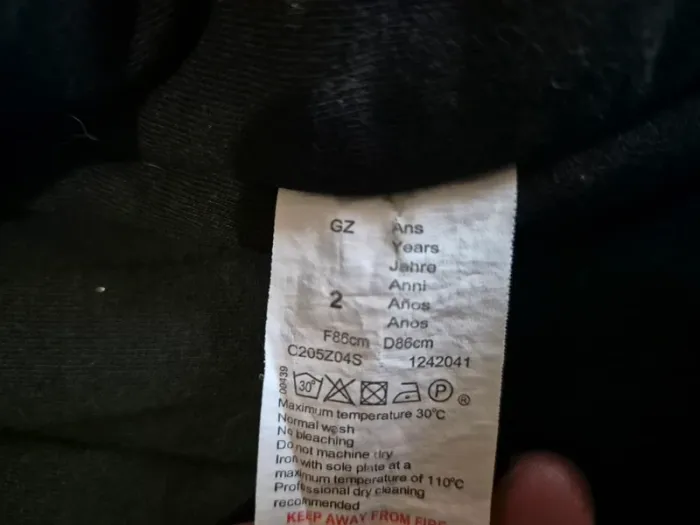 GZ Ans
Years
Jahre
Anni
2 Años
Anos
F86cm D86cm
C205Z04S 1242041
00439
30° P ®
Maximum temperature 30°C
Normal wash
No bleaching
Do not machine dry
Iron with sole plate at a
maximum temperature of 110°C
Professional dry cleaning
recommended
KEEP AWAY FROM FIRE